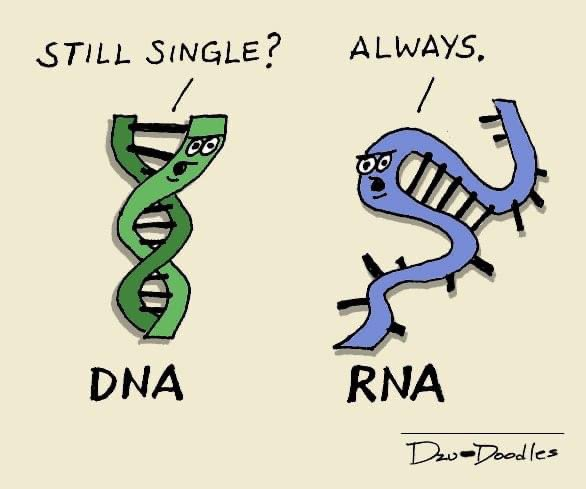 STILL SINGLE?
ALWAYS.
DNA
RNA
Dzu-Doodles